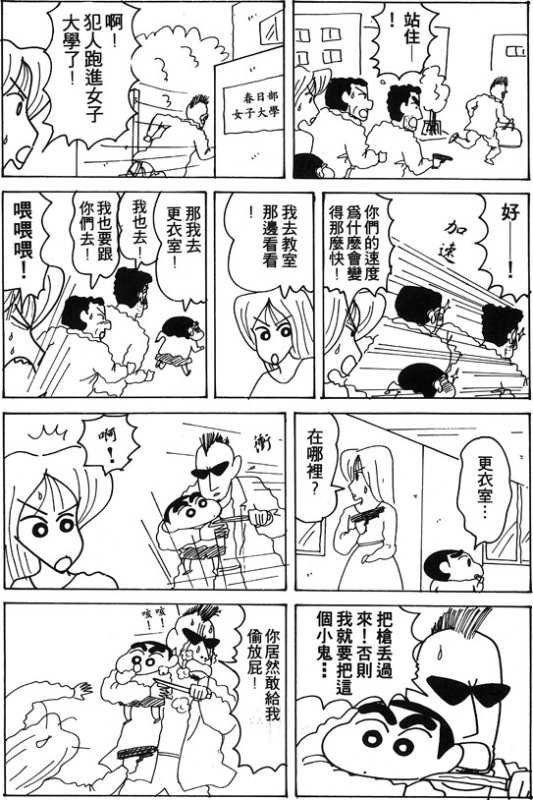 站住——
！
啊！
犯人跑進女子
大學了！
春日部
女子大學
好——！
加速
你們的速度
為什麼會變
得那麼快！
我去教室
那邊看看
！
那我去
更衣室！
我也去！
我也要跟
你們去！
喂喂喂！
更衣室…
在哪裡？
衝
啊！
把槍丟過
來！否則
我就要把這
個小鬼…
你居然敢給我
偷放屁！
咳！
咳！